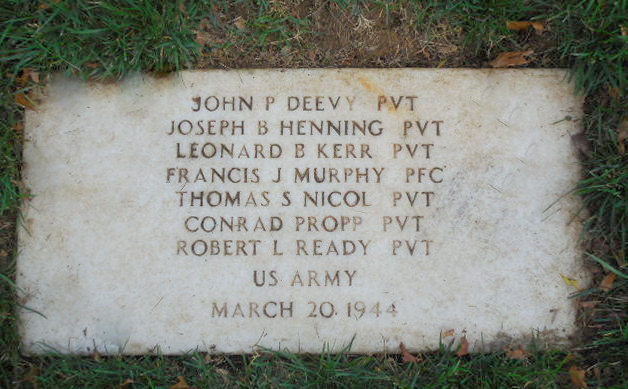 JOHN P DEEVY PVT
JOSEPH B HENNING PVT
LEONARD B KERR PVT
FRANCIS J MURPHY PFC
THOMAS S NICOL PVT
CONRAD PROPP PVT
ROBERT L READY PVT
US ARMY
MARCH 20 1944
7